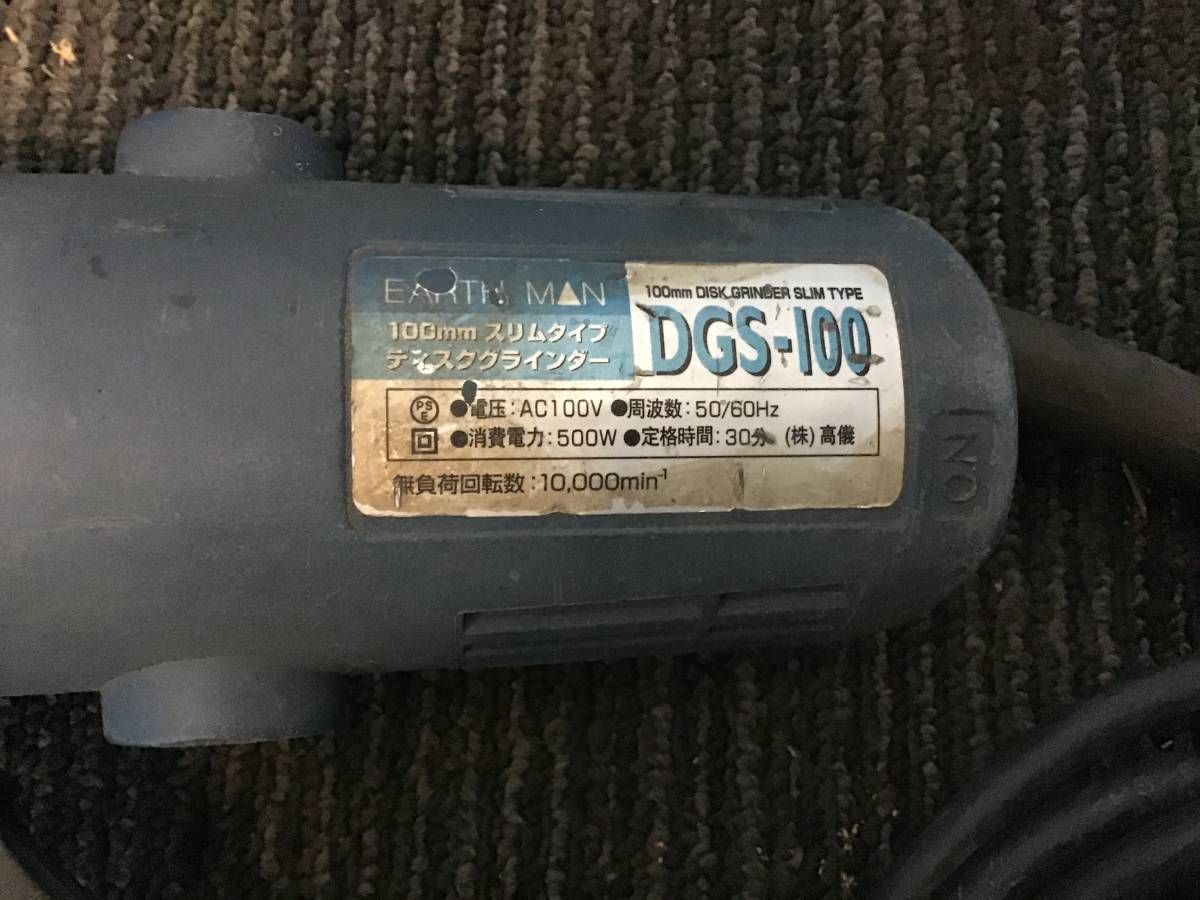 EARTH MAN
100mm スリムタイプ
ディスクグラインダー
100mm DISK GRINDER SLIM TYPE
DGS-100
PS E ●電圧:AC100V ●周波数:50/60Hz
●消費電力:500W ●定格時間:30分 (株)高儀
無負荷回転数:10,000min⁻¹
ON